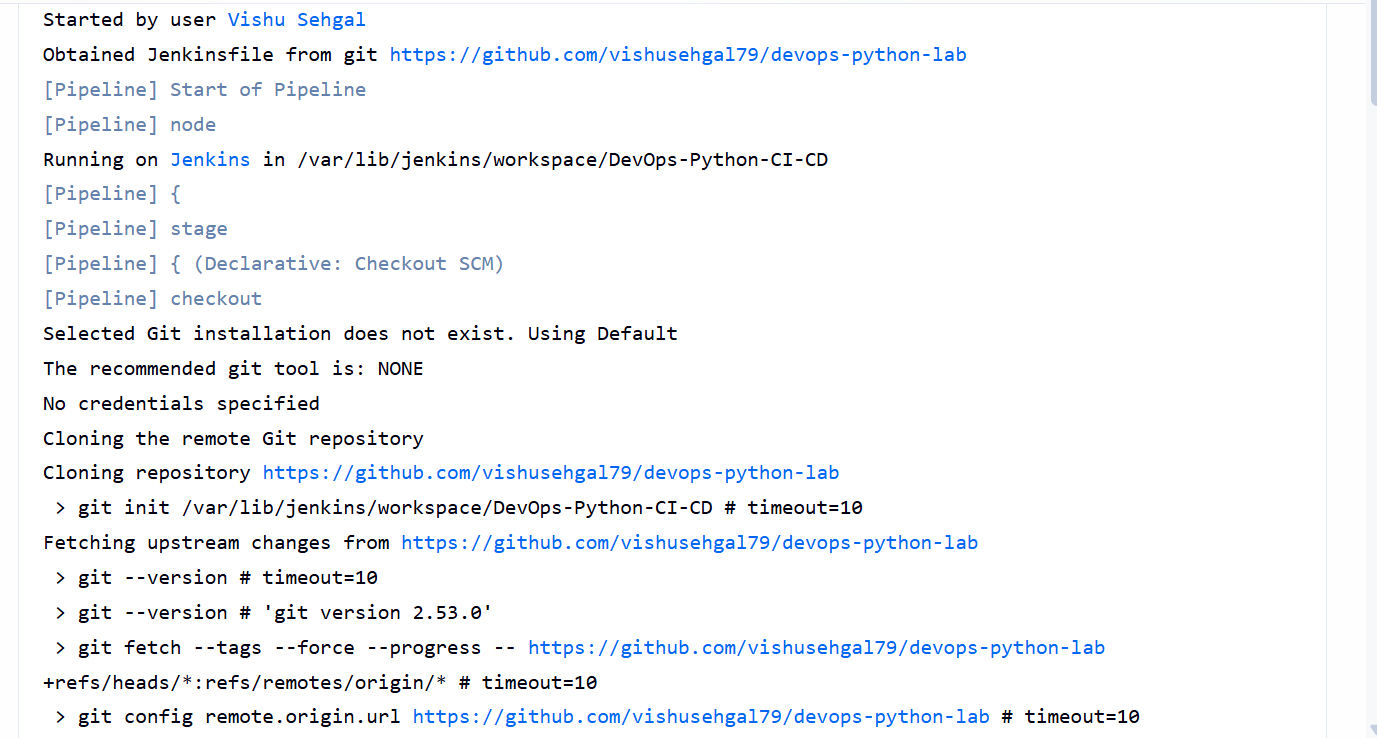 Started by user Vishu Sehgal
Obtained Jenkinsfile from git https://github.com/vishusehgal79/devops-python-lab
[Pipeline] Start of Pipeline
[Pipeline] node
Running on Jenkins in /var/lib/jenkins/workspace/DevOps-Python-CI-CD
[Pipeline] {
[Pipeline] stage
[Pipeline] { (Declarative: Checkout SCM)
[Pipeline] checkout
Selected Git installation does not exist. Using Default
The recommended git tool is: NONE
No credentials specified
Cloning the remote Git repository
Cloning repository https://github.com/vishusehgal79/devops-python-lab
 > git init /var/lib/jenkins/workspace/DevOps-Python-CI-CD # timeout=10
Fetching upstream changes from https://github.com/vishusehgal79/devops-python-lab
 > git --version # timeout=10
 > git --version # 'git version 2.53.0'
 > git fetch --tags --force --progress -- https://github.com/vishusehgal79/devops-python-lab
+refs/heads/*:refs/remotes/origin/* # timeout=10
 > git config remote.origin.url https://github.com/vishusehgal79/devops-python-lab # timeout=10